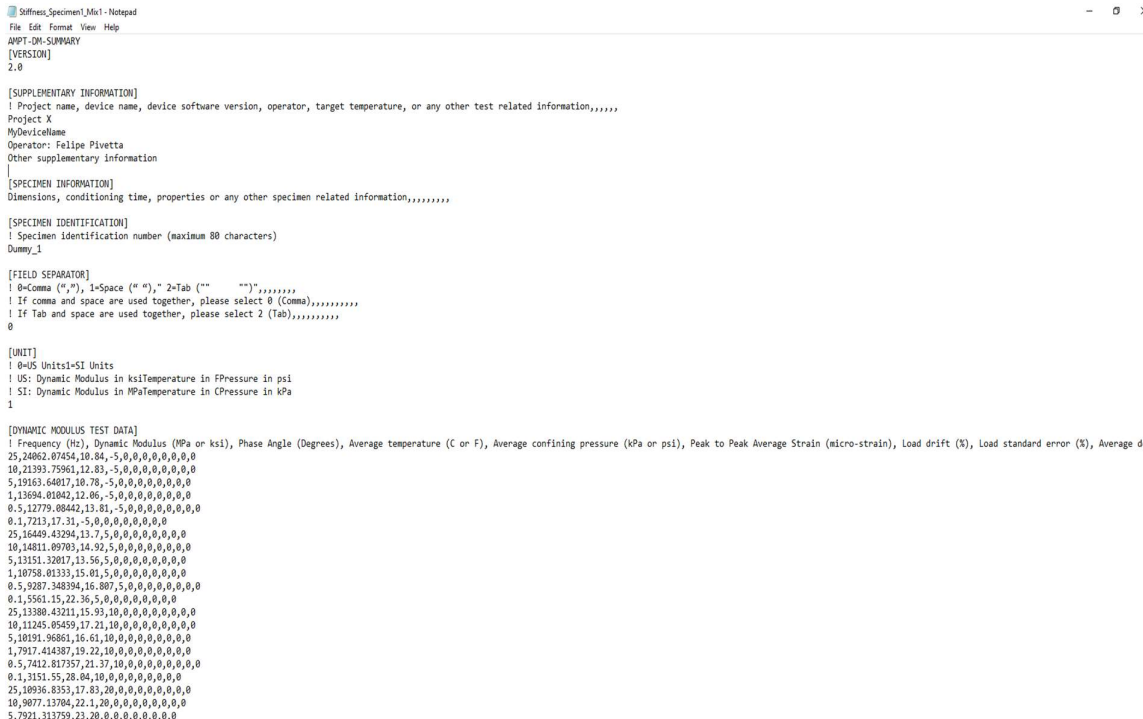 Stiffness_Specimen1_Mix1 - Notepad
File Edit Format View Help
AMPT-DM-SUMMARY
[VERSION]
2.0
[SUPPLEMENTARY INFORMATION]
! Project name, device name, device software version, operator, target temperature, or any other test related information,,,,,,
Project X
MyDeviceName
Operator: Felipe Pivetta
Other supplementary information
[SPECIMEN INFORMATION]
Dimensions, conditioning time, properties or any other specimen related information,,,,,,,,,
[SPECIMEN IDENTIFICATION]
! Specimen identification number (maximum 80 characters)
Dummy_1
[FIELD SEPARATOR]
! 0=Comma (“,”), 1=Space (“ “)," 2=Tab (""	"")",,,,,,,,
! If comma and space are used together, please select 0 (Comma),,,,,,,,,,
! If Tab and space are used together, please select 2 (Tab),,,,,,,,,,
0
[UNIT]
! 0=US Units1=SI Units
! US: Dynamic Modulus in ksiTemperature in FPressure in psi
! SI: Dynamic Modulus in MPaTemperature in CPressure in kPa
1
[DYNAMIC MODULUS TEST DATA]
! Frequency (Hz), Dynamic Modulus (MPa or ksi), Phase Angle (Degrees), Average temperature (C or F), Average confining pressure (kPa or psi), Peak to Peak Average Strain (micro-strain), Load drift (%), Load standard error (%), Average d
25,24062.07454,10.84,-5,0,0,0,0,0,0,0,0
10,21393.75961,12.83,-5,0,0,0,0,0,0,0,0
5,19163.64017,10.78,-5,0,0,0,0,0,0,0,0
1,13694.01042,12.06,-5,0,0,0,0,0,0,0,0
0.5,12779.08442,13.81,-5,0,0,0,0,0,0,0,0
0.1,7213,17.31,-5,0,0,0,0,0,0,0,0
25,16449.43294,13.7,5,0,0,0,0,0,0,0,0
10,14811.09703,14.92,5,0,0,0,0,0,0,0,0
5,13151.32017,13.56,5,0,0,0,0,0,0,0,0
1,10758.01333,15.01,5,0,0,0,0,0,0,0,0
0.5,9287.348394,16.807,5,0,0,0,0,0,0,0,0
0.1,5561.15,22.36,5,0,0,0,0,0,0,0,0
25,13380.43211,15.93,10,0,0,0,0,0,0,0,0
10,11245.05459,17.21,10,0,0,0,0,0,0,0,0
5,10191.96861,16.61,10,0,0,0,0,0,0,0,0
1,7917.414387,19.22,10,0,0,0,0,0,0,0,0
0.5,7412.817357,21.37,10,0,0,0,0,0,0,0,0
0.1,3151.55,28.04,10,0,0,0,0,0,0,0,0
25,10936.8353,17.83,20,0,0,0,0,0,0,0,0
10,9077.13704,22.1,20,0,0,0,0,0,0,0,0
5,7921.313759,23,20,0,0,0,0,0,0,0,0